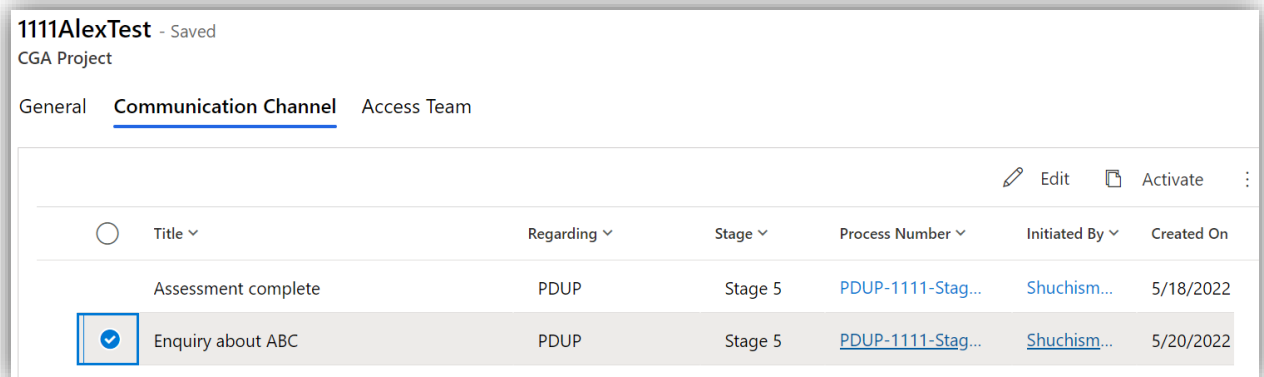 1111AlexTest - Saved
CGA Project
General Communication Channel Access Team
Edit Activate
Title Regarding Stage Process Number Initiated By Created On
Assessment complete PDUP Stage 5 PDUP-1111-Stag... Shuchism... 5/18/2022
Enquiry about ABC PDUP Stage 5 PDUP-1111-Stag... Shuchism... 5/20/2022